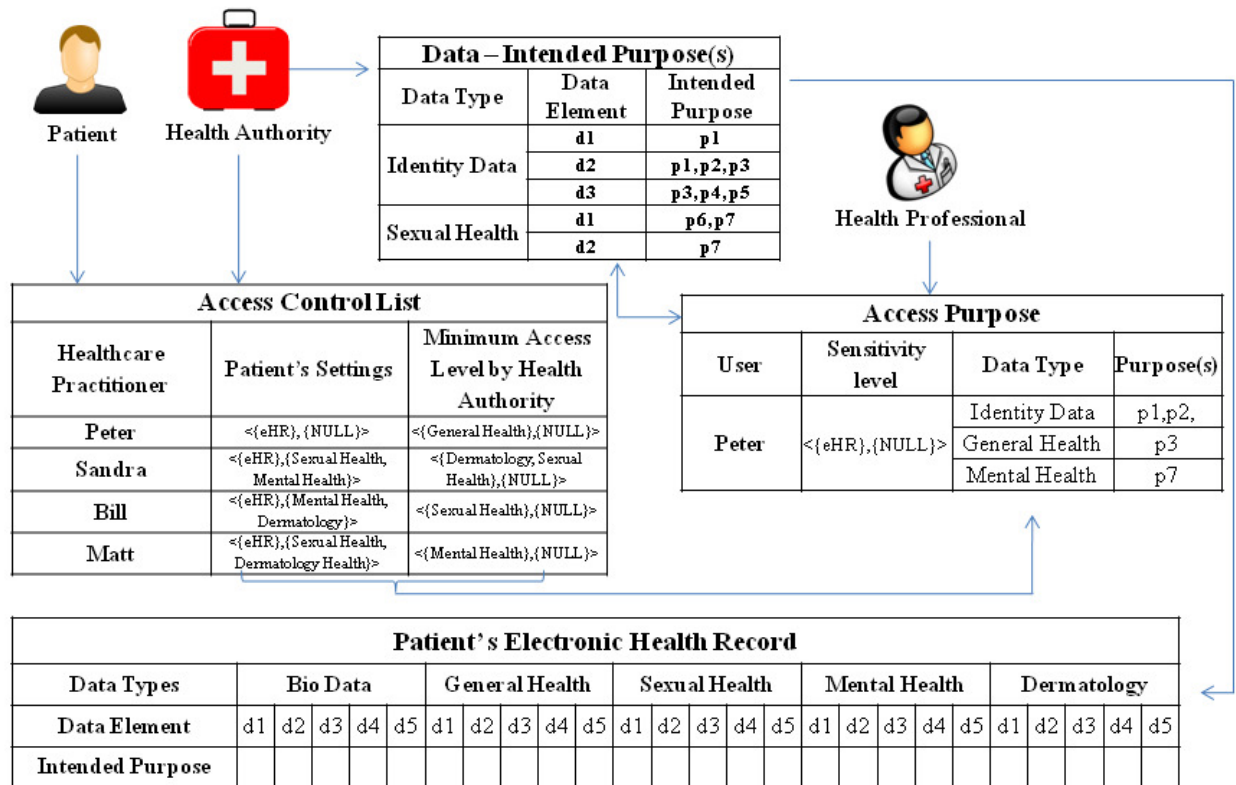 Patient
Health Authority
Data – Intended Purpose(s)
Data Type
Data
Element
Intended
Purpose
Identity Data
d1
p1
d2
p1,p2,p3
d3
p3,p4,p5
Sexual Health
d1
p6,p7
d2
p7
Health Professional
Access Control List
Healthcare
Practitioner
Patient's Settings
Minimum Access
Level by Health
Authority
Peter
<{eHR}, {NULL}>
<{General Health},{NULL}>
Sandra
<{eHR},{Sexual Health,
Mental Health}>
<{Dermatology, Sexual
Health},{NULL}>
Bill
<{eHR},{Mental Health,
Dermatology}>
<{Sexual Health},{NULL}>
Matt
<{eHR},{Sexual Health,
Dermatology Health}>
<{Mental Health},{NULL}>
Access Purpose
User
Sensitivity
level
Data Type
Purpose(s)
Peter
<{eHR},{NULL}>
Identity Data
p1,p2,
General Health
p3
Mental Health
p7
Patient's Electronic Health Record
Data Types
Bio Data
General Health
Sexual Health
Mental Health
Dermatology
Data Element
d1 d2 d3 d4 d5 d1 d2 d3 d4 d5 d1 d2 d3 d4 d5 d1 d2 d3 d4 d5 d1 d2 d3 d4 d5
Intended Purpose